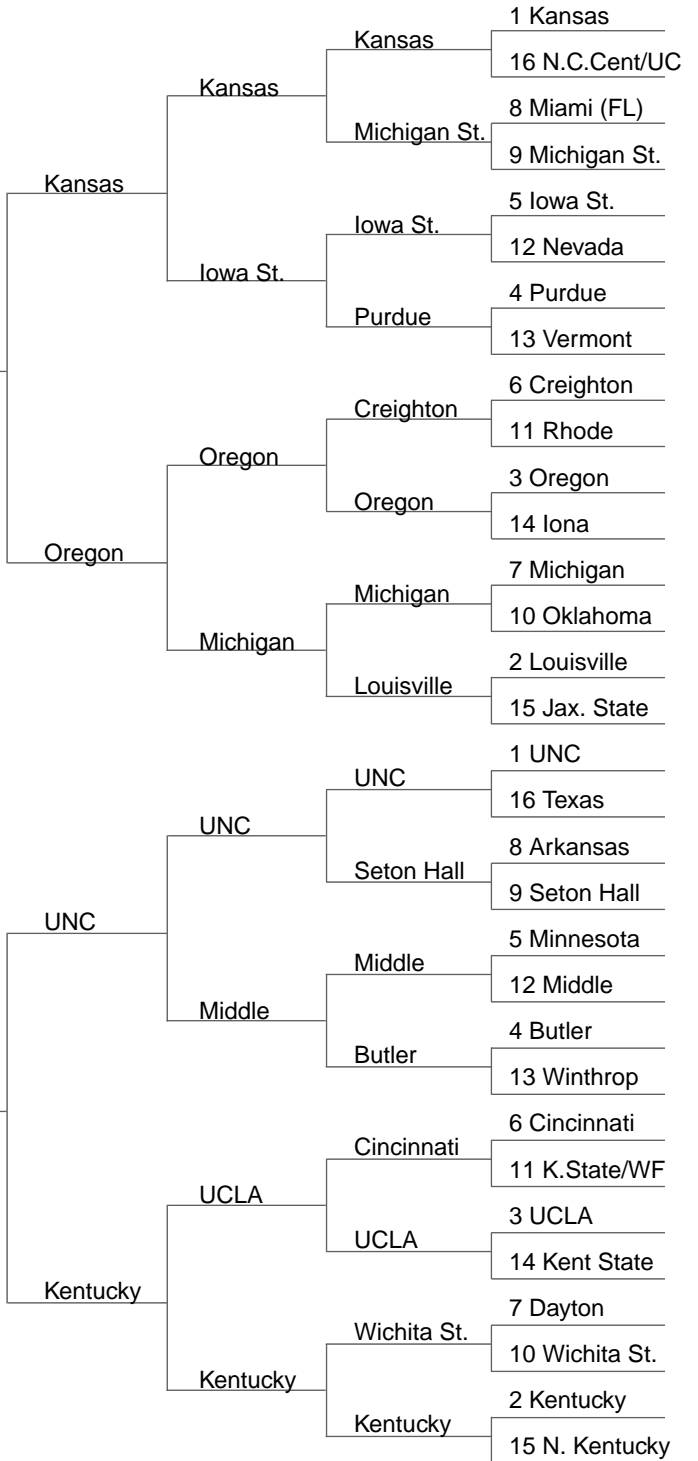 1 Kansas
Kansas
16 N.C.Cent/UC
Kansas
8 Miami (FL)
Michigan St.
9 Michigan St.
Kansas
5 Iowa St.
Iowa St.
12 Nevada
Iowa St.
4 Purdue
Purdue
13 Vermont
6 Creighton
Creighton
11 Rhode
Oregon
3 Oregon
Oregon
14 Iona
Oregon
7 Michigan
Michigan
10 Oklahoma
Michigan
2 Louisville
Louisville
15 Jax. State
1 UNC
UNC
16 Texas
UNC
8 Arkansas
Seton Hall
9 Seton Hall
UNC
5 Minnesota
Middle
12 Middle
Middle
4 Butler
Butler
13 Winthrop
6 Cincinnati
Cincinnati
11 K.State/WF
UCLA
3 UCLA
UCLA
14 Kent State
Kentucky
7 Dayton
Wichita St.
10 Wichita St.
Kentucky
2 Kentucky
Kentucky
15 N. Kentucky